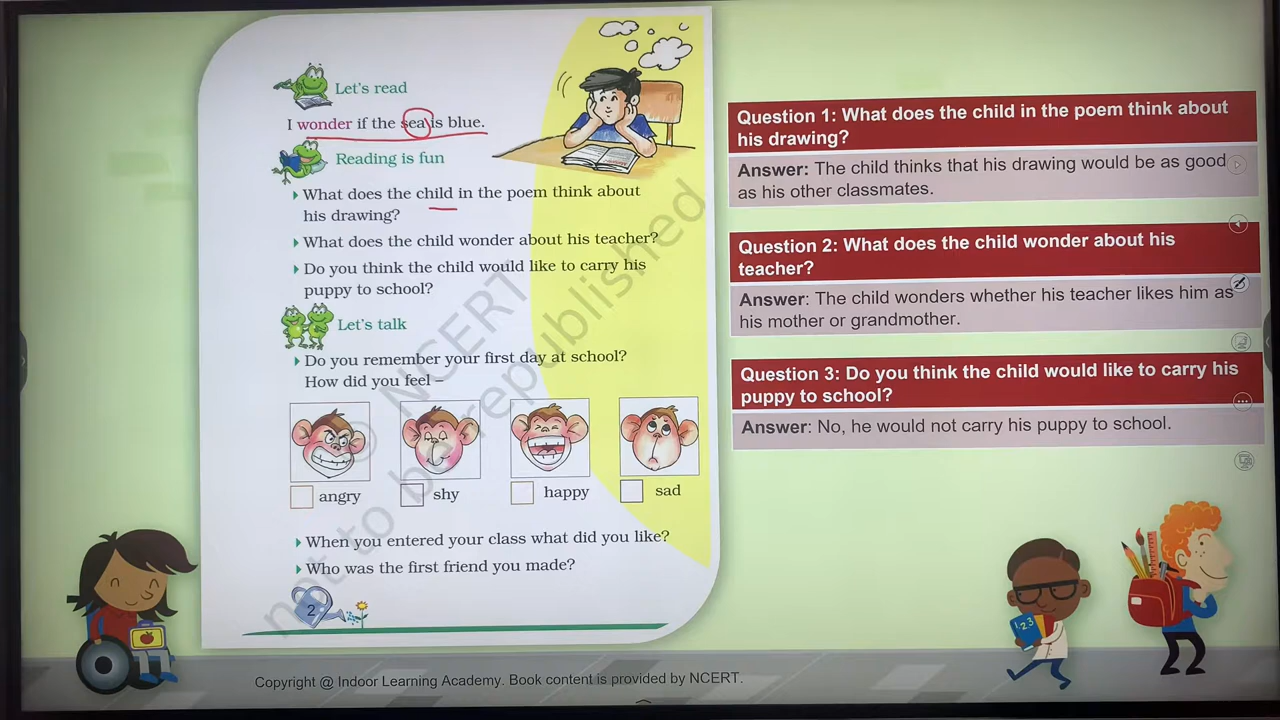 Let's read
I wonder if the sea is blue.
Reading is fun
What does the child in the poem think about
his drawing?
What does the child wonder about his teacher?
Do you think the child would like to carry his
puppy to school?
Let's talk
Do you remember your first day at school?
How did you feel –
angry shy happy sad
When you entered your class what did you like?
Who was the first friend you made?
2
© NCERT
not to be republished
Question 1: What does the child in the poem think about
his drawing?
Answer: The child thinks that his drawing would be as good
as his other classmates.
Question 2: What does the child wonder about his
teacher?
Answer: The child wonders whether his teacher likes him as
his mother or grandmother.
Question 3: Do you think the child would like to carry his
puppy to school?
Answer: No, he would not carry his puppy to school.
123
Copyright @ Indoor Learning Academy. Book content is provided by NCERT.